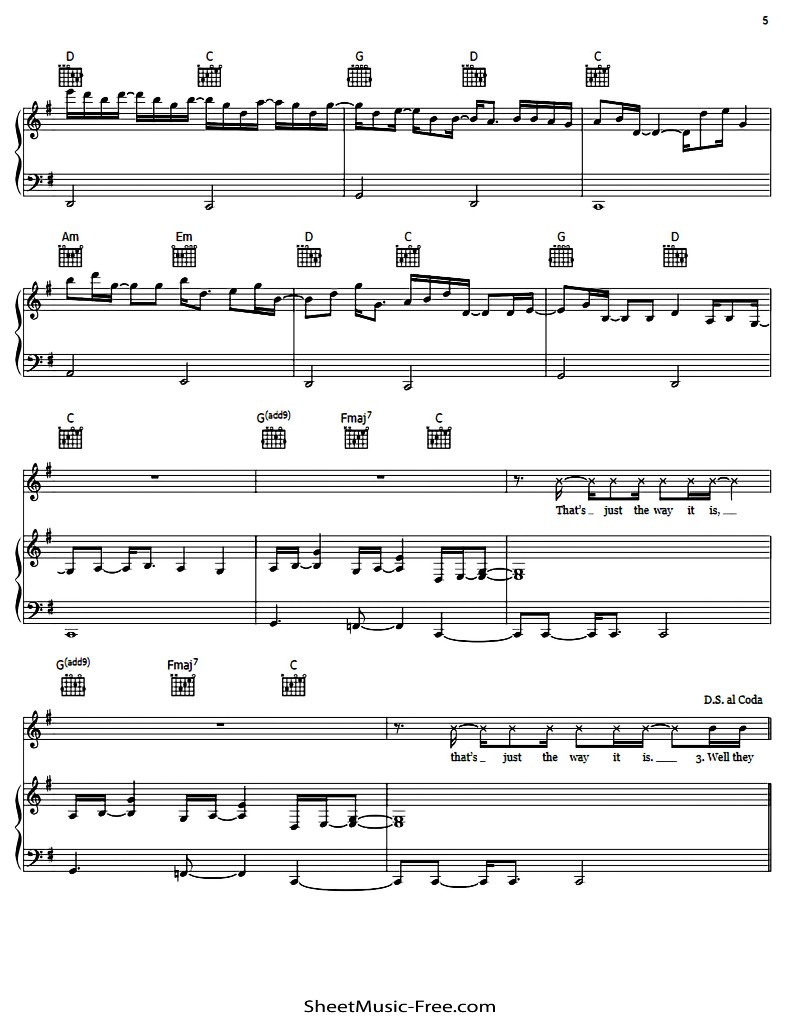 5
D C G D C
Am Em D C G D
C G(add9) Fmaj7 C
That's _ just the way it is, __
G(add9) Fmaj7 C
D.S. al Coda
that's _ just the way it is. ___ 3. Well they
SheetMusic-Free.com